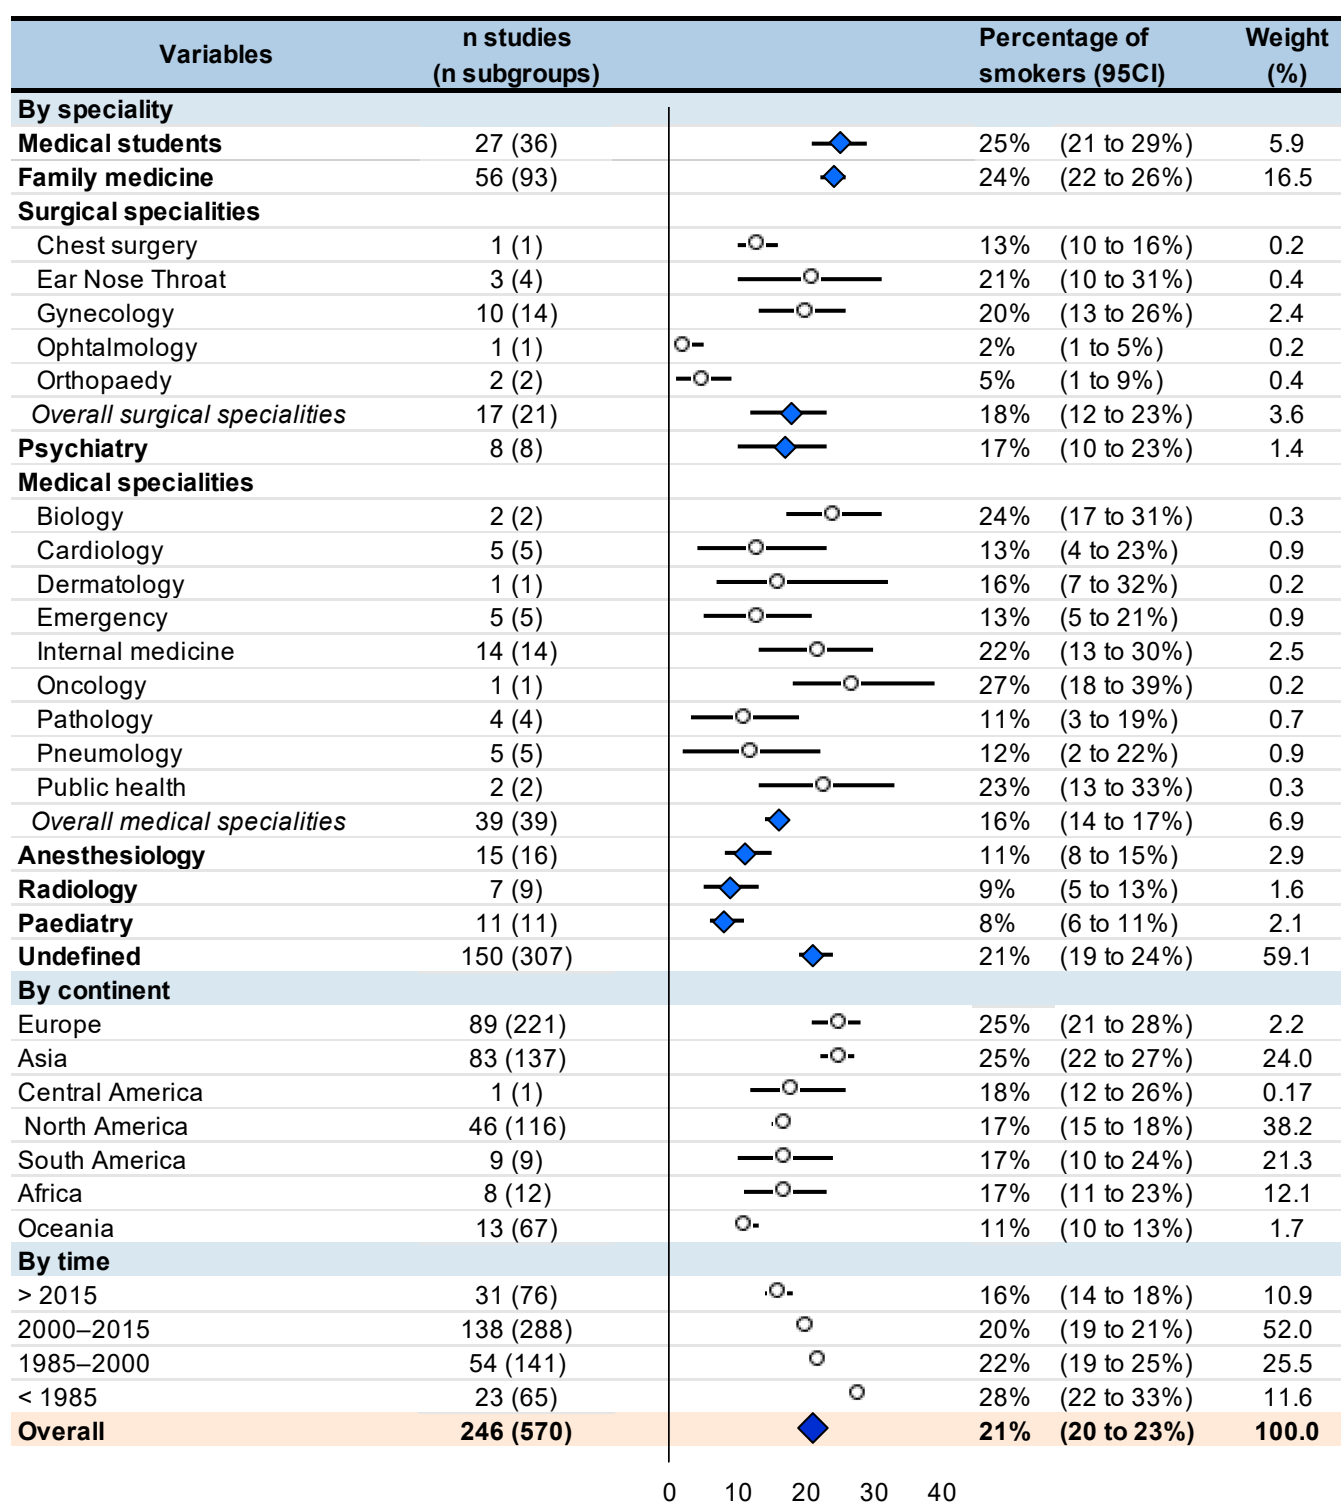 Variables n studies (n subgroups) Percentage of smokers (95CI) Weight (%)
By speciality
Medical students 27 (36) 25% (21 to 29%) 5.9
Family medicine 56 (93) 24% (22 to 26%) 16.5
Surgical specialities
Chest surgery 1 (1) 13% (10 to 16%) 0.2
Ear Nose Throat 3 (4) 21% (10 to 31%) 0.4
Gynecology 10 (14) 20% (13 to 26%) 2.4
Ophtalmology 1 (1) 2% (1 to 5%) 0.2
Orthopaedy 2 (2) 5% (1 to 9%) 0.4
Overall surgical specialities 17 (21) 18% (12 to 23%) 3.6
Psychiatry 8 (8) 17% (10 to 23%) 1.4
Medical specialities
Biology 2 (2) 24% (17 to 31%) 0.3
Cardiology 5 (5) 13% (4 to 23%) 0.9
Dermatology 1 (1) 16% (7 to 32%) 0.2
Emergency 5 (5) 13% (5 to 21%) 0.9
Internal medicine 14 (14) 22% (13 to 30%) 2.5
Oncology 1 (1) 27% (18 to 39%) 0.2
Pathology 4 (4) 11% (3 to 19%) 0.7
Pneumology 5 (5) 12% (2 to 22%) 0.9
Public health 2 (2) 23% (13 to 33%) 0.3
Overall medical specialities 39 (39) 16% (14 to 17%) 6.9
Anesthesiology 15 (16) 11% (8 to 15%) 2.9
Radiology 7 (9) 9% (5 to 13%) 1.6
Paediatry 11 (11) 8% (6 to 11%) 2.1
Undefined 150 (307) 21% (19 to 24%) 59.1
By continent
Europe 89 (221) 25% (21 to 28%) 2.2
Asia 83 (137) 25% (22 to 27%) 24.0
Central America 1 (1) 18% (12 to 26%) 0.17
North America 46 (116) 17% (15 to 18%) 38.2
South America 9 (9) 17% (10 to 24%) 21.3
Africa 8 (12) 17% (11 to 23%) 12.1
Oceania 13 (67) 11% (10 to 13%) 1.7
By time
> 2015 31 (76) 16% (14 to 18%) 10.9
2000–2015 138 (288) 20% (19 to 21%) 52.0
1985–2000 54 (141) 22% (19 to 25%) 25.5
< 1985 23 (65) 28% (22 to 33%) 11.6
Overall 246 (570) 21% (20 to 23%) 100.0
0 10 20 30 40